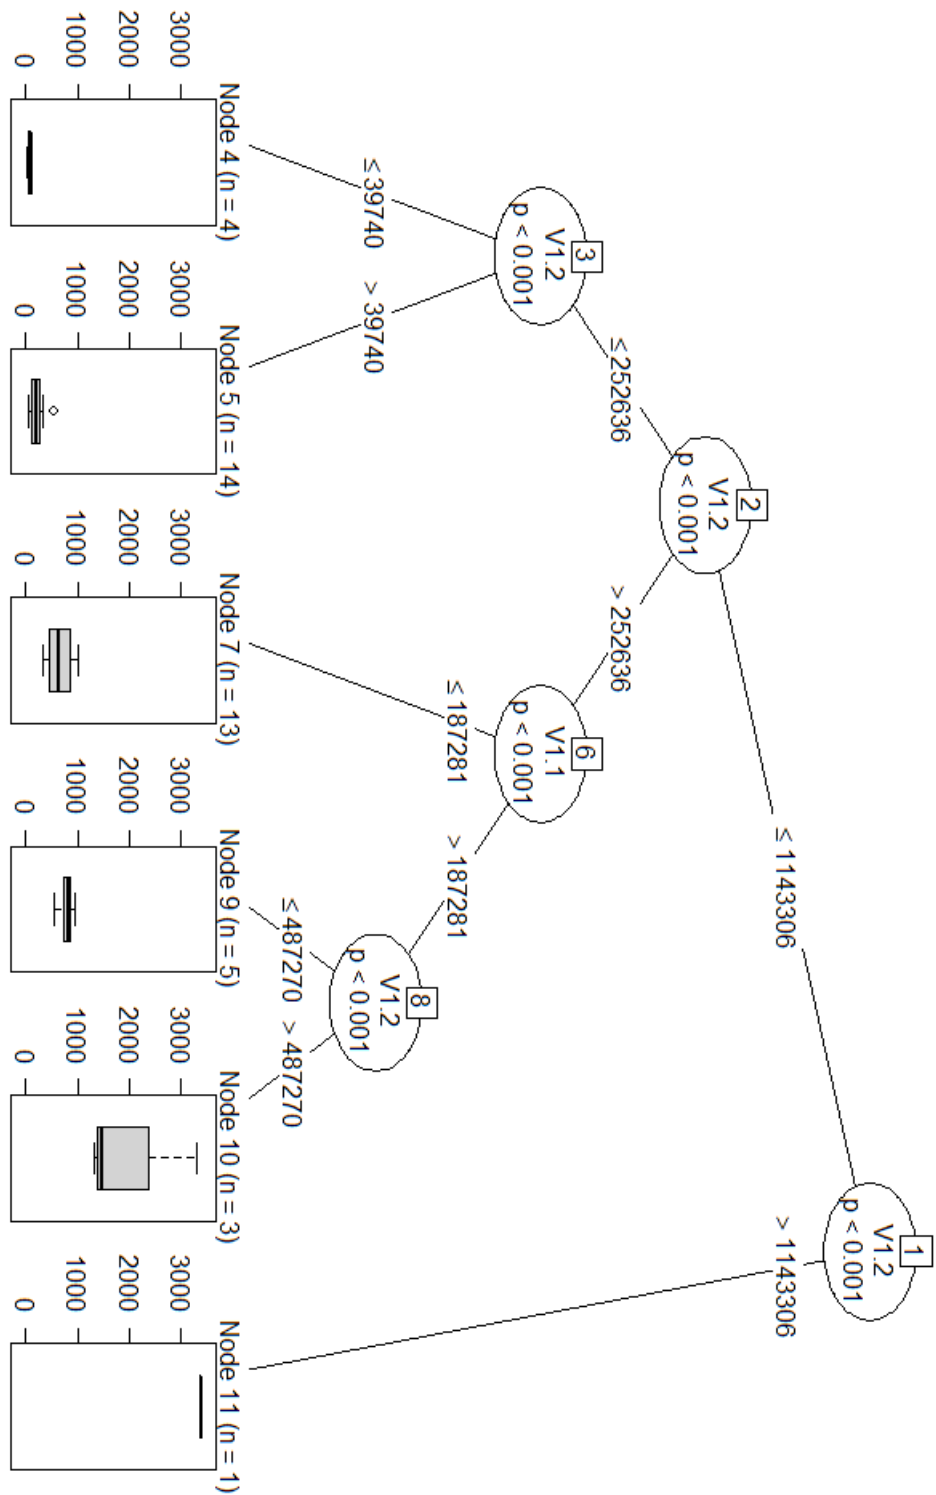 1
V1.2
p < 0.001
≤ 1143306
> 1143306
2
V1.2
p < 0.001
≤ 252636
> 252636
3
V1.2
p < 0.001
≤ 39740
> 39740
6
V1.1
p < 0.001
≤ 187281
> 187281
8
V1.2
p < 0.001
≤ 487270
> 487270
Node 4 (n = 4)
3000
2000
1000
0
Node 5 (n = 14)
3000
2000
1000
0
Node 7 (n = 13)
3000
2000
1000
0
Node 9 (n = 5)
3000
2000
1000
0
Node 10 (n = 3)
3000
2000
1000
0
Node 11 (n = 1)
3000
2000
1000
0